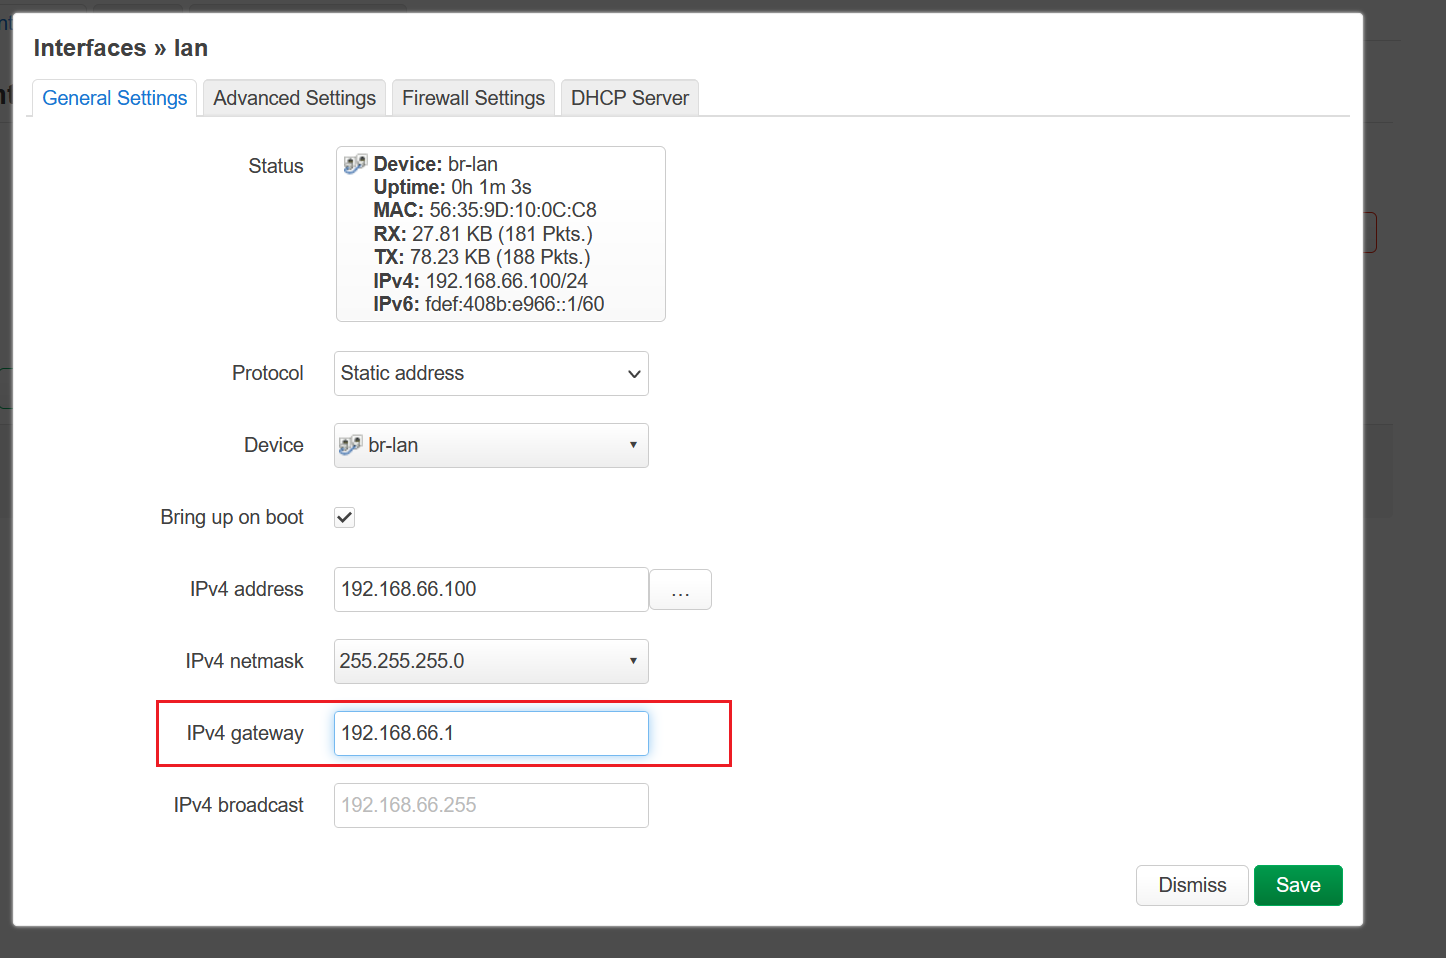 Interfaces » lan
General Settings
Advanced Settings
Firewall Settings
DHCP Server
Status
Device: br-lan
Uptime: 0h 1m 3s
MAC: 56:35:9D:10:0C:C8
RX: 27.81 KB (181 Pkts.)
TX: 78.23 KB (188 Pkts.)
IPv4: 192.168.66.100/24
IPv6: fdef:408b:e966::1/60
Protocol
Static address
Device
br-lan
Bring up on boot
IPv4 address
192.168.66.100
...
IPv4 netmask
255.255.255.0
IPv4 gateway
192.168.66.1
IPv4 broadcast
192.168.66.255
Dismiss
Save